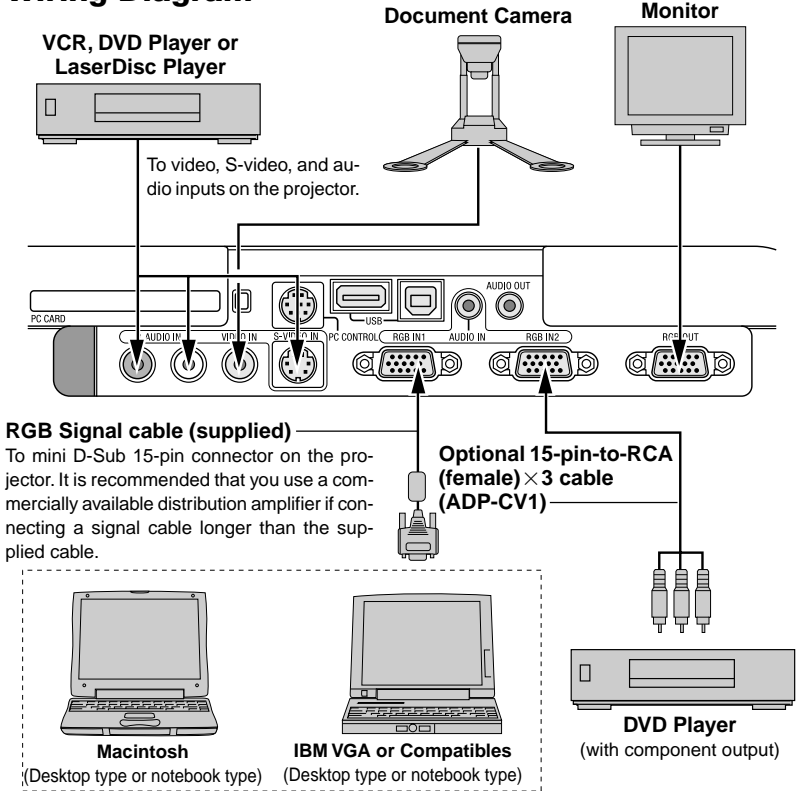 Wiring Diagram
Document Camera
Monitor
VCR, DVD Player or
LaserDisc Player
To video, S-video, and au-
dio inputs on the projector.
AUDIO OUT
PC CARD
USB
AUDIO IN
VIDEO IN
S-VIDEO IN
PC CONTROL
RGB IN1
AUDIO IN
RGB IN2
RGB OUT
RGB Signal cable (supplied)
To mini D-Sub 15-pin connector on the pro-
jector. It is recommended that you use a com-
mercially available distribution amplifier if con-
necting a signal cable longer than the sup-
plied cable.
Optional 15-pin-to-RCA
(female)×3 cable
(ADP-CV1)
Macintosh
(Desktop type or notebook type)
IBM VGA or Compatibles
(Desktop type or notebook type)
DVD Player
(with component output)